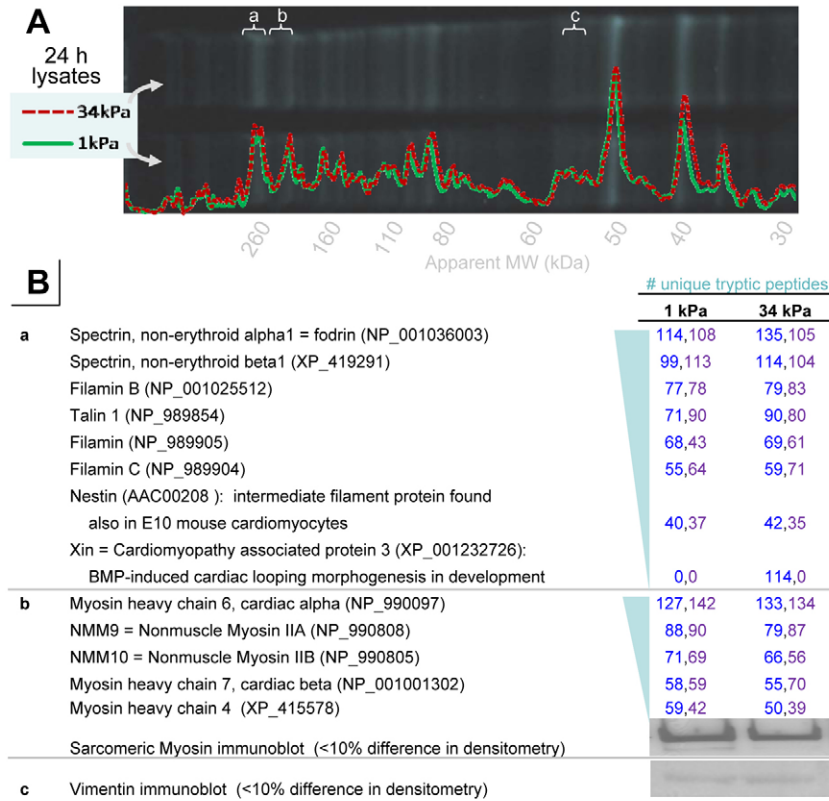 A
a b c
24 h
lysates
34kPa
1kPa
260 160 110 80 60 50 40 30
Apparent MW (kDa)
B
# unique tryptic peptides
1 kPa 34 kPa
a Spectrin, non-erythroid alpha1 = fodrin (NP_001036003) 114,108 135,105
Spectrin, non-erythroid beta1 (XP_419291) 99,113 114,104
Filamin B (NP_001025512) 77,78 79,83
Talin 1 (NP_989854) 71,90 90,80
Filamin (NP_989905) 68,43 69,61
Filamin C (NP_989904) 55,64 59,71
Nestin (AAC00208 ): intermediate filament protein found
also in E10 mouse cardiomyocytes 40,37 42,35
Xin = Cardiomyopathy associated protein 3 (XP_001232726):
BMP-induced cardiac looping morphogenesis in development 0,0 114,0
b Myosin heavy chain 6, cardiac alpha (NP_990097) 127,142 133,134
NMM9 = Nonmuscle Myosin IIA (NP_990808) 88,90 79,87
NMM10 = Nonmuscle Myosin IIB (NP_990805) 71,69 66,56
Myosin heavy chain 7, cardiac beta (NP_001001302) 58,59 55,70
Myosin heavy chain 4 (XP_415578) 59,42 50,39
Sarcomeric Myosin immunoblot (<10% difference in densitometry)
c Vimentin immunoblot (<10% difference in densitometry)